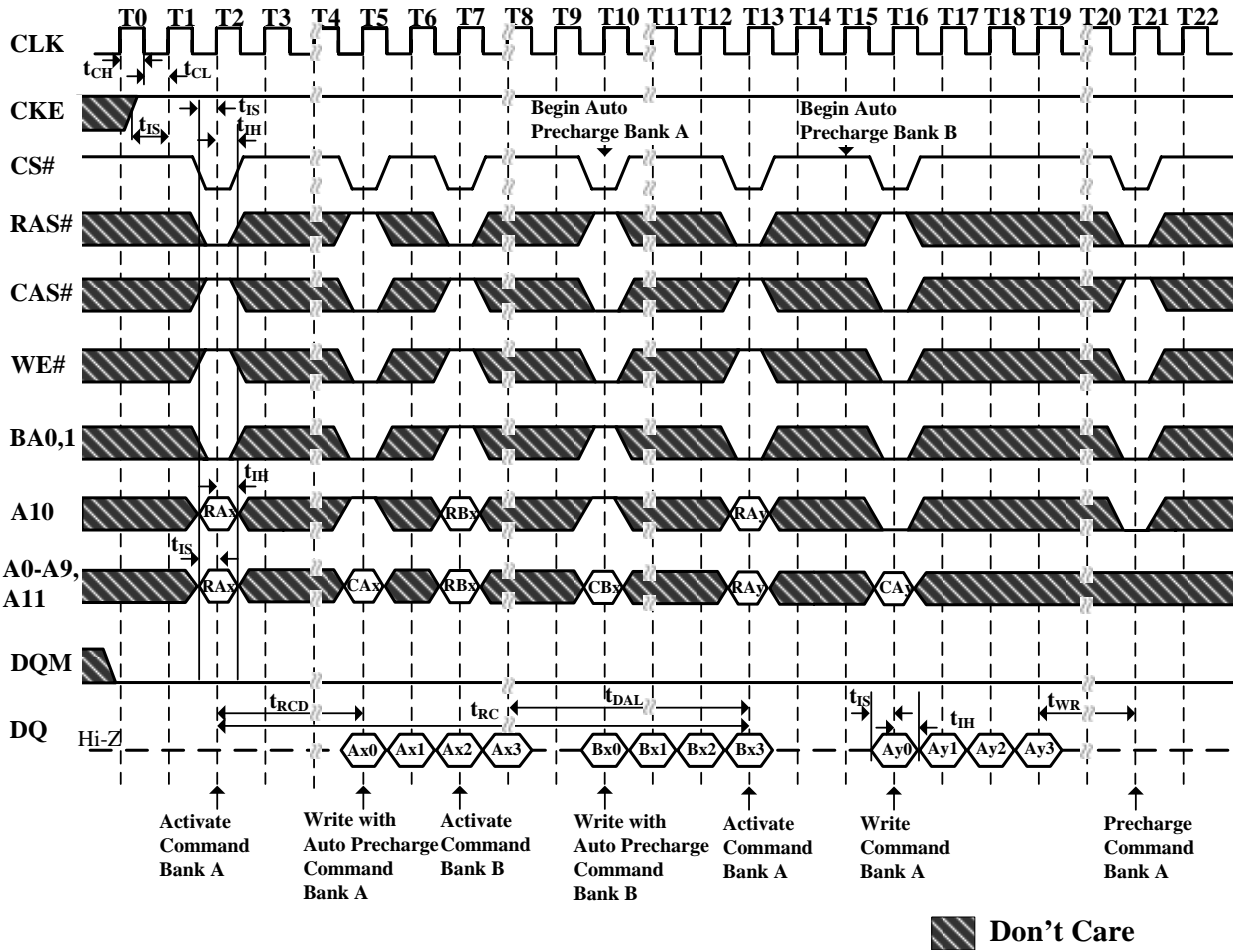 T0 T1 T2 T3 T4 T5 T6 T7 T8 T9 T10 T11 T12 T13 T14 T15 T16 T17 T18 T19 T20 T21 T22
CLK
tCH tCL
CKE
tIS
tIS
tIH
Begin Auto
Precharge Bank A
Begin Auto
Precharge Bank B
CS#
RAS#
CAS#
WE#
BA0,1
tIH
A10
RAx RBx RAy
tIS
A0-A9,
A11
RAx CAx RBx CBx RAy CAy
DQM
tRCD tRC tDAL tIS tIH tWR
DQ
Hi-Z
Ax0 Ax1 Ax2 Ax3 Bx0 Bx1 Bx2 Bx3 Ay0 Ay1 Ay2 Ay3
Activate
Command
Bank A
Write with
Auto Precharge
Command
Bank A
Activate
Command
Bank B
Write with
Auto Precharge
Command
Bank B
Activate
Command
Bank A
Write
Command
Bank A
Precharge
Command
Bank A
Don't Care